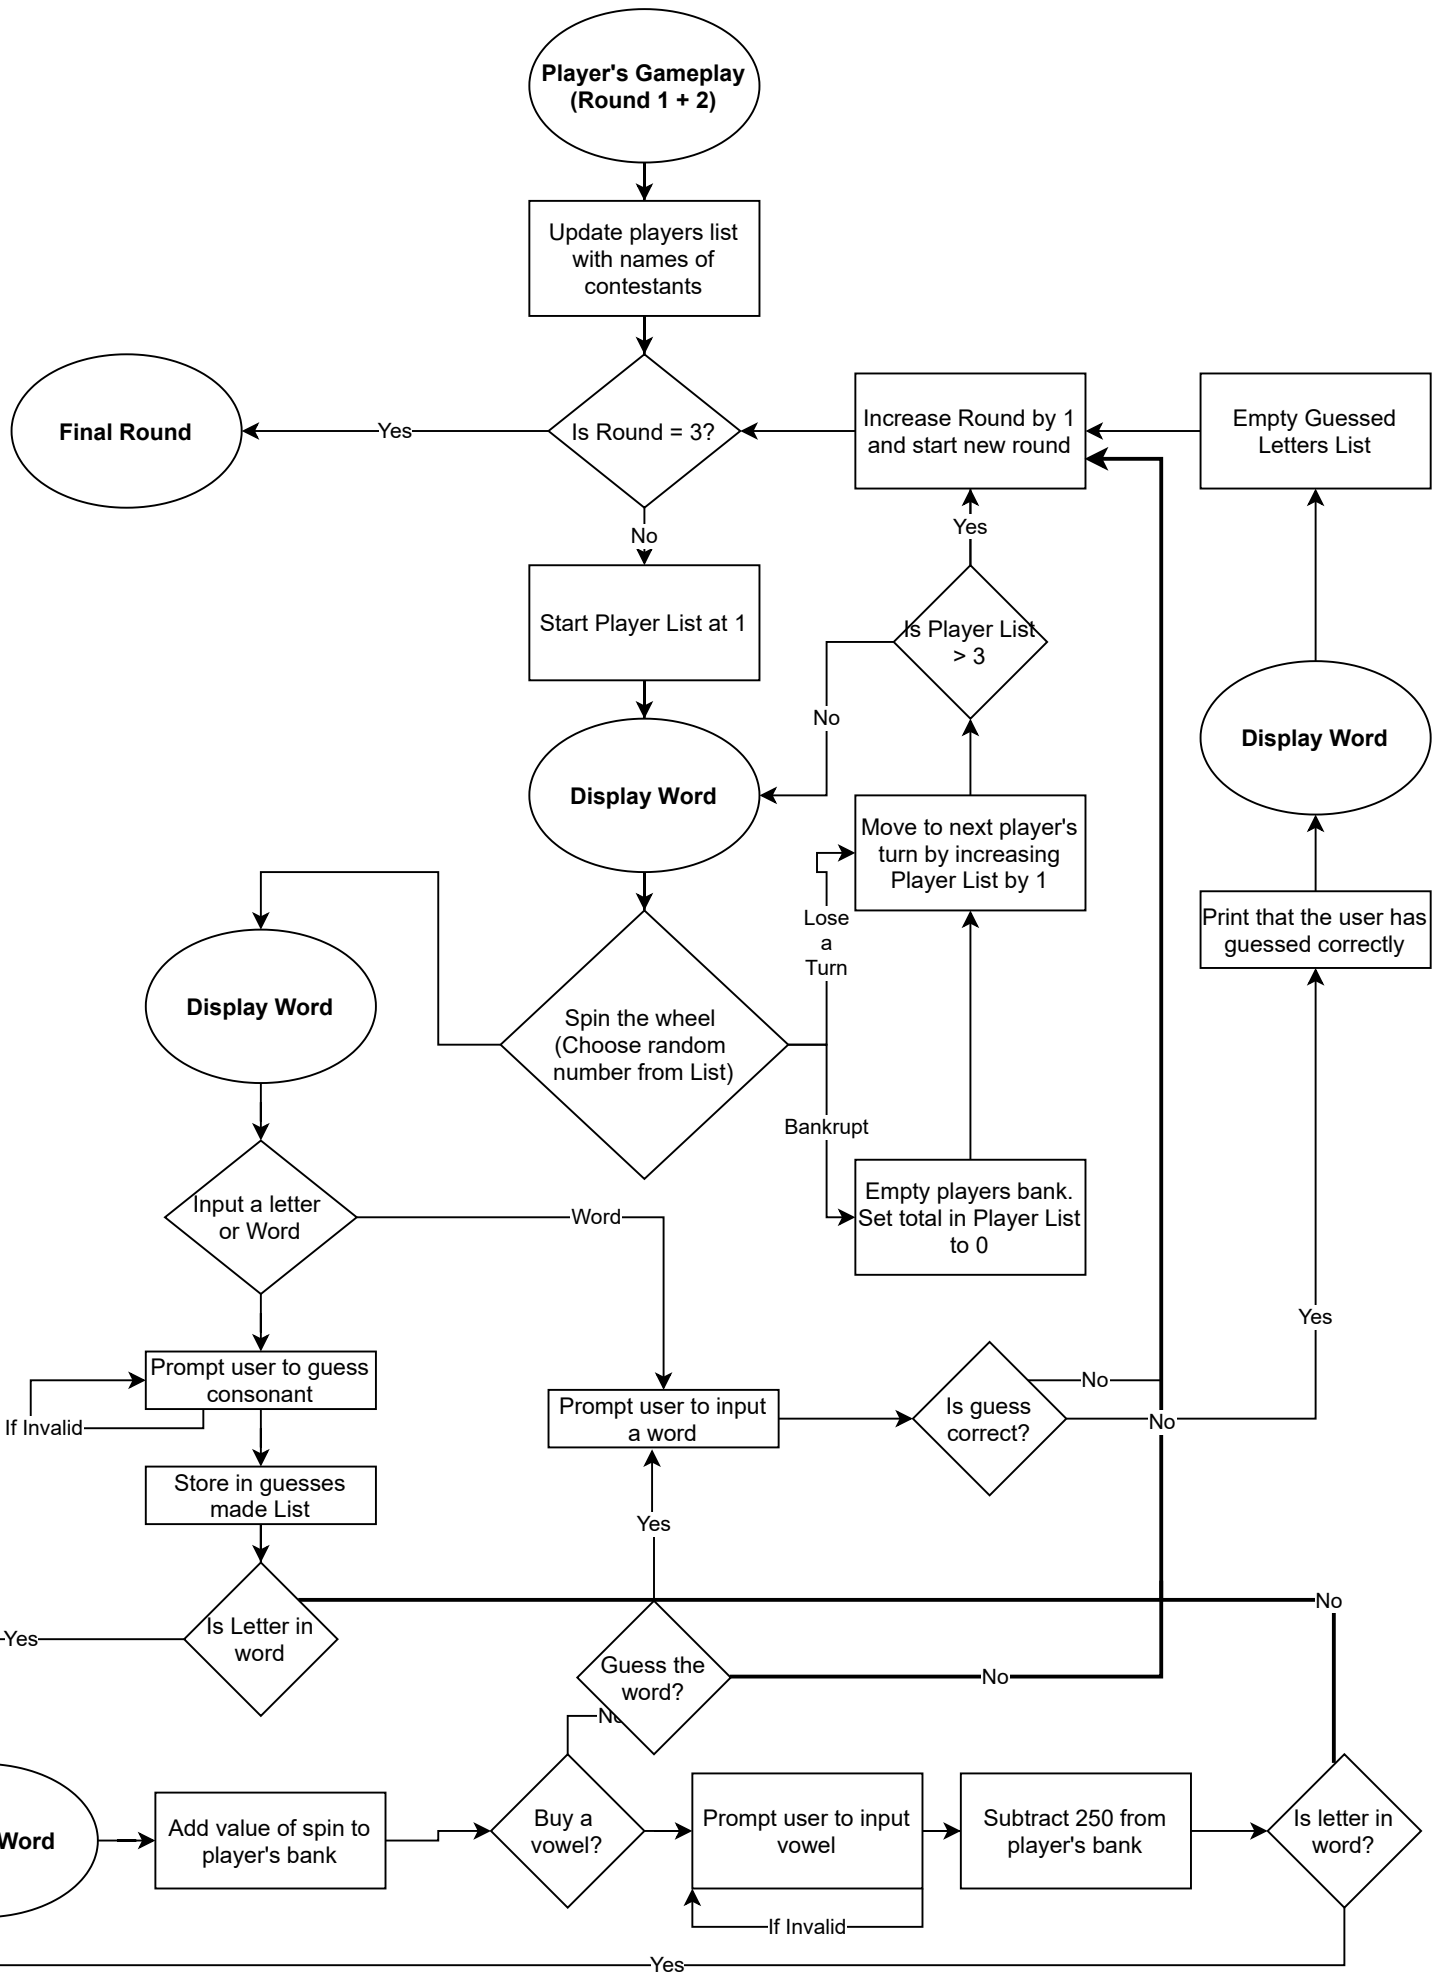 Player's Gameplay
(Round 1 + 2)
Update players list
with names of
contestants
Final Round
Yes
Is Round = 3?
Increase Round by 1
and start new round
Empty Guessed
Letters List
No
Yes
Start Player List at 1
Is Player List
> 3
No
Display Word
Display Word
Move to next player's
turn by increasing
Player List by 1
Lose
a
Turn
Print that the user has
guessed correctly
Display Word
Spin the wheel
(Choose random
number from List)
Bankrupt
Input a letter
or Word
Word
Empty players bank.
Set total in Player List
to 0
Yes
Prompt user to guess
consonant
If Invalid
Prompt user to input
a word
Is guess
correct?
No
No
Store in guesses
made List
Yes
No
Is Letter in
word
Yes
Guess the
word?
No
No
Word
Add value of spin to
player's bank
Buy a
vowel?
Prompt user to input
vowel
Subtract 250 from
player's bank
Is letter in
word?
If Invalid
Yes